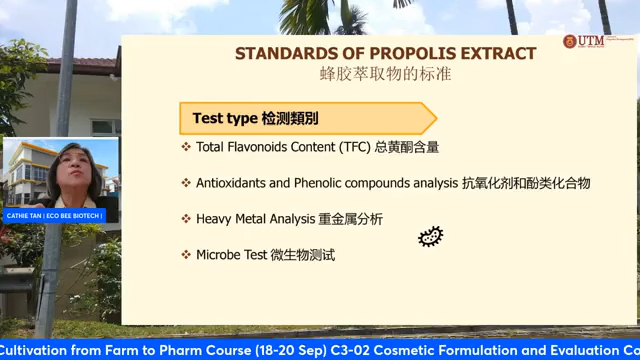 STANDARDS OF PROPOLIS EXTRACT
蜂胶萃取物的标准
UTM
Test type 检测類別
❖ Total Flavonoids Content (TFC) 总黄酮含量
❖ Antioxidants and Phenolic compounds analysis 抗氧化剂和酚类化合物
❖ Heavy Metal Analysis 重金属分析
❖ Microbe Test 微生物测试
CATHIE TAN | ECO BEE BIOTECH |
Cultivation from Farm to Pharm Course (18-20 Sep) C3-02 Cosmetic Formulation and Evaluation Co